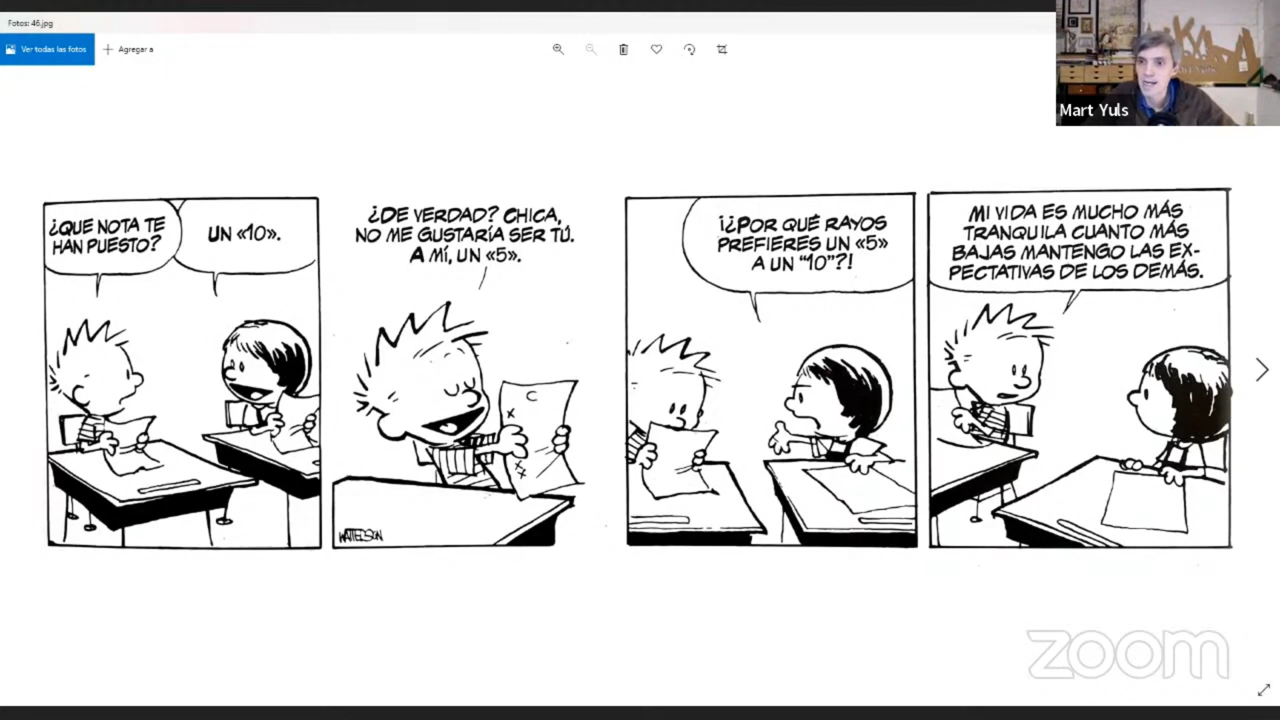 Fotos: 46.jpg
Ver todas las fotos
Agregar a
Mart Yuls
¿QUE NOTA TE
HAN PUESTO?
UN «10».
¿DE VERDAD? CHICA,
NO ME GUSTARÍA SER TÚ.
A MÍ, UN «5».
C
X
X
X
WATTERSON
¡¿POR QUÉ RAYOS
PREFIERES UN «5»
A UN “10”?!
MI VIDA ES MUCHO MÁS
TRANQUILA CUANTO MÁS
BAJAS MANTENGO LAS EX-
PECTATIVAS DE LOS DEMÁS.
zoom